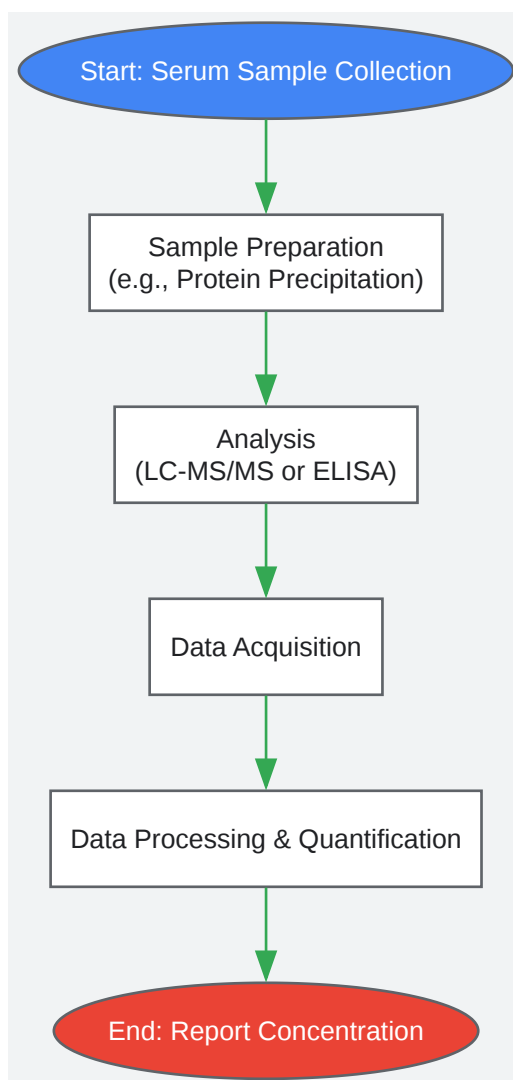 Start: Serum Sample Collection
Sample Preparation
(e.g., Protein Precipitation)
Analysis
(LC-MS/MS or ELISA)
Data Acquisition
Data Processing & Quantification
End: Report Concentration